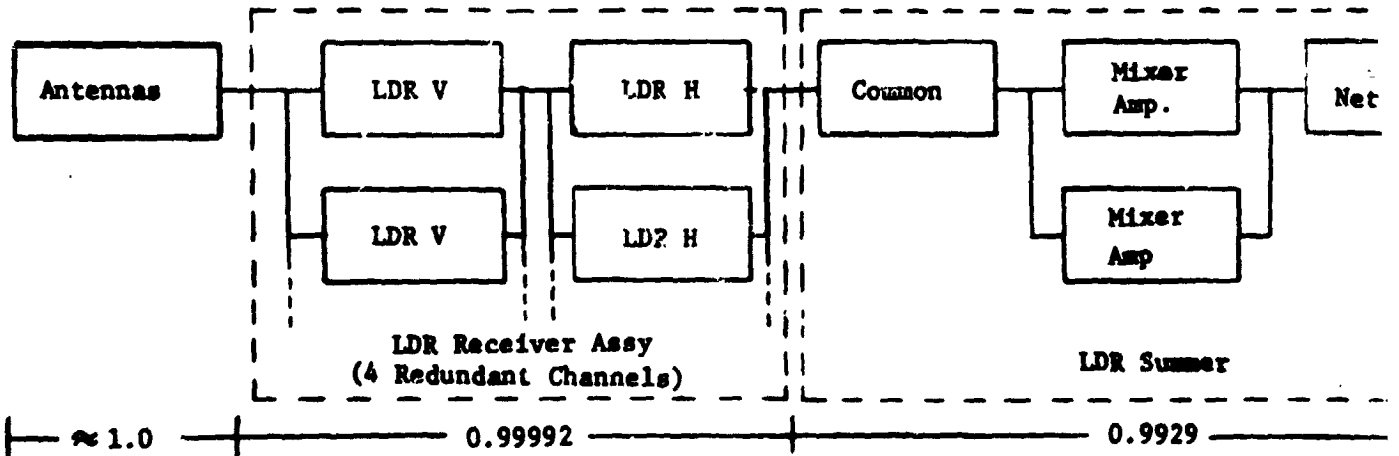 Antennas
LDR V
LDR H
Common
Mixer
Amp.
Net
LDR V
LDR H
Mixer
Amp
LDR Receiver Assy
(4 Redundant Channels)
LDR Summer
≈ 1.0
0.99992
0.9929